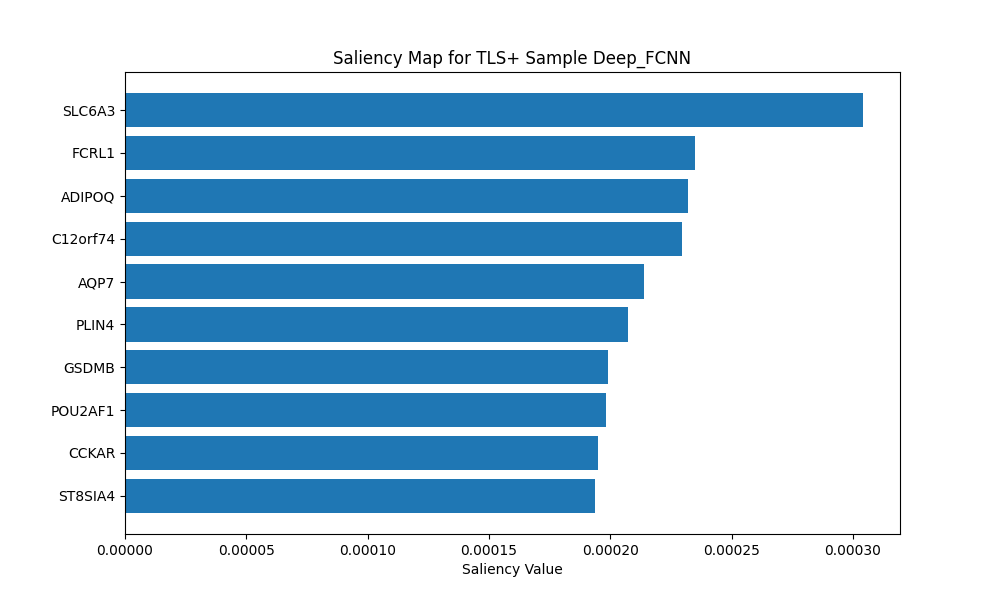 Saliency Map for TLS+ Sample Deep_FCNN
SLC6A3
FCRL1
ADIPOQ
C12orf74
AQP7
PLIN4
GSDMB
POU2AF1
CCKAR
ST8SIA4
0.00000 0.00005 0.00010 0.00015 0.00020 0.00025 0.00030
Saliency Value